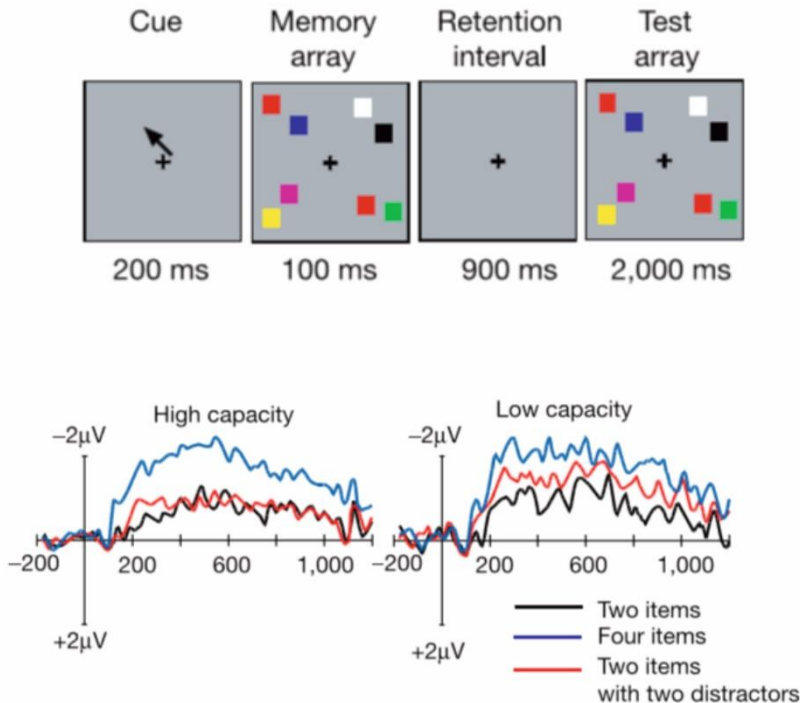 Cue
Memory
array
Retention
interval
Test
array
200 ms
100 ms
900 ms
2,000 ms
High capacity
−2μV
−200
200
600
1,000
+2μV
Low capacity
−2μV
−200
200
600
1,000
+2μV
Two items
Four items
Two items
with two distractors